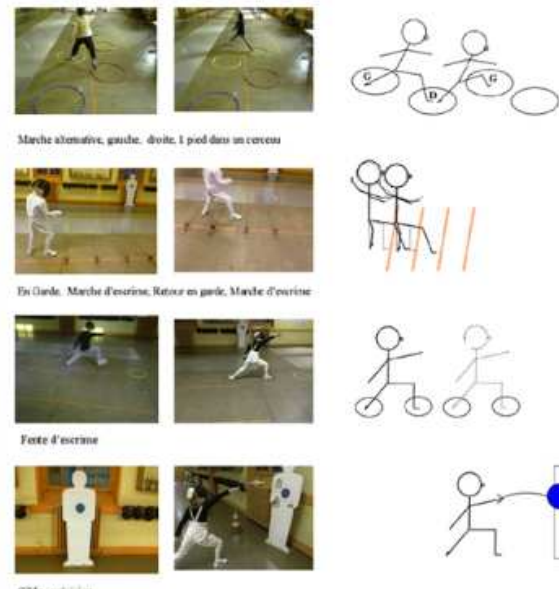 G
D
G
Marche alternative, gauche, droite, 1 pied dans un cerceau
En Garde, Marche d'escrime, Retour en garde, Marche d'escrime
Fente d'escrime